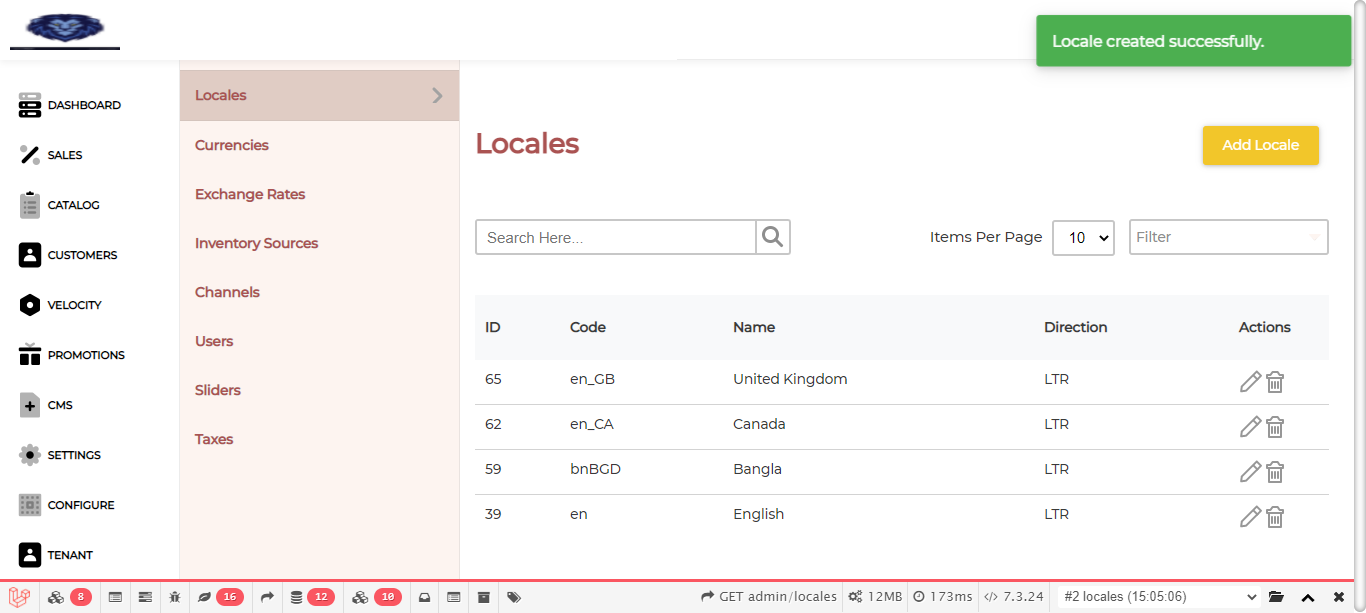 Locale created successfully.
DASHBOARD
SALES
CATALOG
CUSTOMERS
VELOCITY
PROMOTIONS
CMS
SETTINGS
CONFIGURE
TENANT
Locales
Currencies
Exchange Rates
Inventory Sources
Channels
Users
Sliders
Taxes
Locales
Add Locale
Search Here...
Items Per Page 10 Filter
ID Code Name Direction Actions
65 en_GB United Kingdom LTR
62 en_CA Canada LTR
59 bnBGD Bangla LTR
39 en English LTR
8 16 12 10 GET admin/locales 12MB 173ms </> 7.3.24 #2 locales (15:05:06)